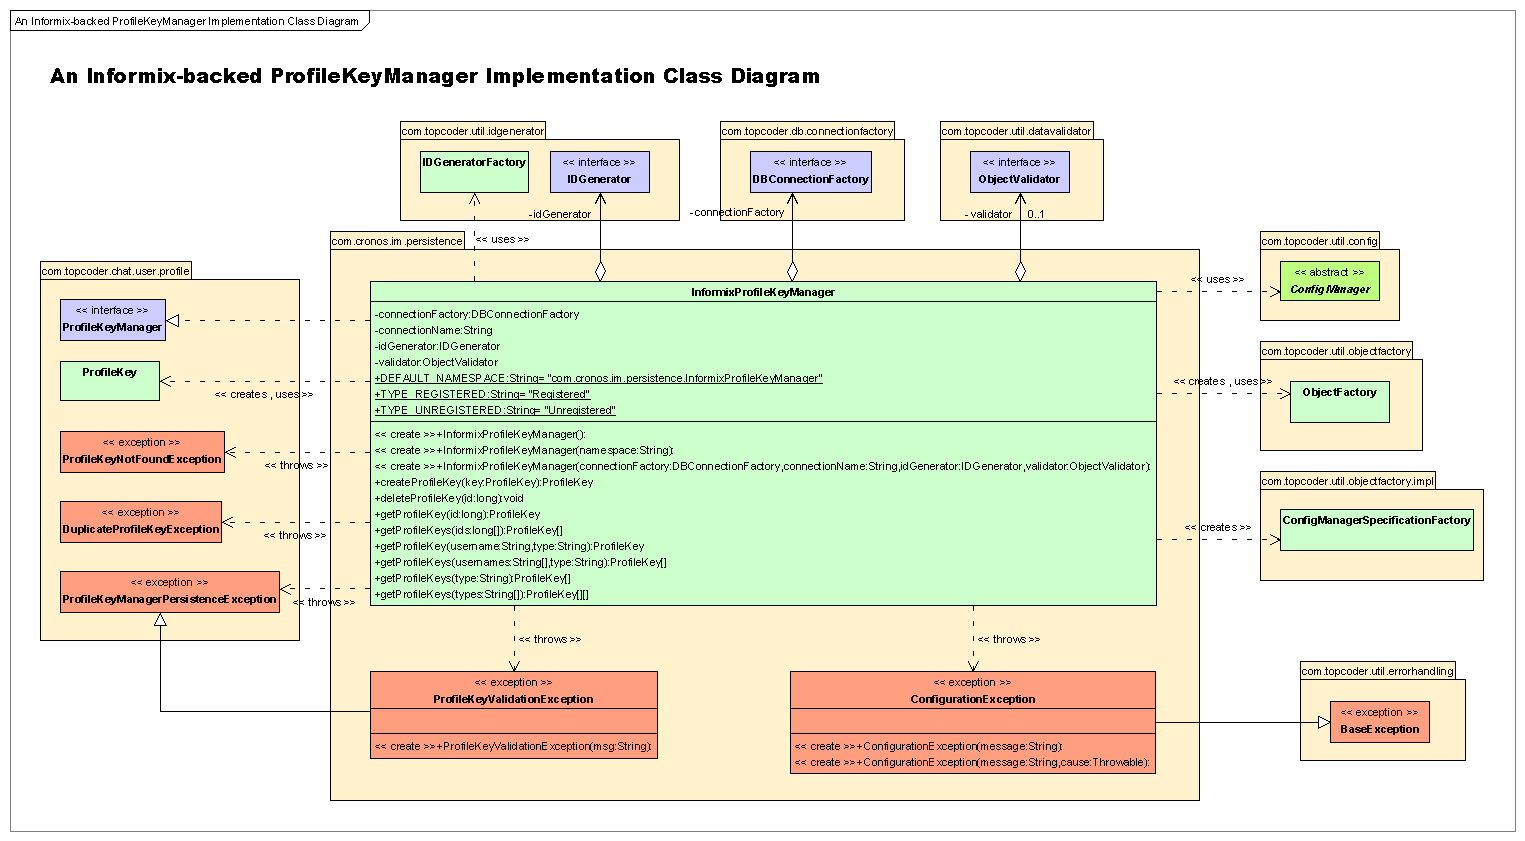 An Informix-backed ProfileKeyManager Implementation Class Diagram
An Informix-backed ProfileKeyManager Implementation Class Diagram
com.topcoder.util.idgenerator
IDGeneratorFactory
<< interface >>
IDGenerator
com.topcoder.db.connectionfactory
<< interface >>
DBConnectionFactory
com.topcoder.util.datavalidator
<< interface >>
ObjectValidator
-idGenerator
-connectionFactory
- validator 0..1
<< uses >>
com.cronos.im.persistence
com.topcoder.chat.user.profile
<< interface >>
ProfileKeyManager
ProfileKey
<< creates , uses>>
<< exception >>
ProfileKeyNotFoundException
<< throws >>
<< exception >>
DuplicateProfileKeyException
<< throws >>
<< exception >>
ProfileKeyManagerPersistenceException
<< throws >>
InformixProfileKeyManager
-connectionFactory:DBConnectionFactory
-connectionName:String
-idGenerator:IDGenerator
-validator:ObjectValidator
+DEFAULT_NAMESPACE:String= "com.cronos.im.persistence.InformixProfileKeyManager"
+TYPE_REGISTERED:String= "Registered"
+TYPE_UNREGISTERED:String= "Unregistered"
<< create >>+InformixProfileKeyManager():
<< create >>+InformixProfileKeyManager(namespace:String):
<< create >>+InformixProfileKeyManager(connectionFactory:DBConnectionFactory,connectionName:String,idGenerator:IDGenerator,validator:ObjectValidator):
+createProfileKey(key:ProfileKey):ProfileKey
+deleteProfileKey(id:long):void
+getProfileKey(id:long):ProfileKey
+getProfileKeys(ids:long[]):ProfileKey[]
+getProfileKey(username:String,type:String):ProfileKey
+getProfileKeys(usernames:String[],type:String):ProfileKey[]
+getProfileKeys(type:String):ProfileKey[]
+getProfileKeys(types:String[]):ProfileKey[][]
<< uses >>
com.topcoder.util.config
<< abstract >>
ConfigManager
com.topcoder.util.objectfactory
<< creates , uses>>
ObjectFactory
com.topcoder.util.objectfactory.impl
<< creates >>
ConfigManagerSpecificationFactory
<< throws >>
<< throws >>
<< exception >>
ProfileKeyValidationException
<< create >>+ProfileKeyValidationException(msg:String):
<< exception >>
ConfigurationException
<< create >>+ConfigurationException(message:String):
<< create >>+ConfigurationException(message:String,cause:Throwable):
com.topcoder.util.errorhandling
<< exception >>
BaseException